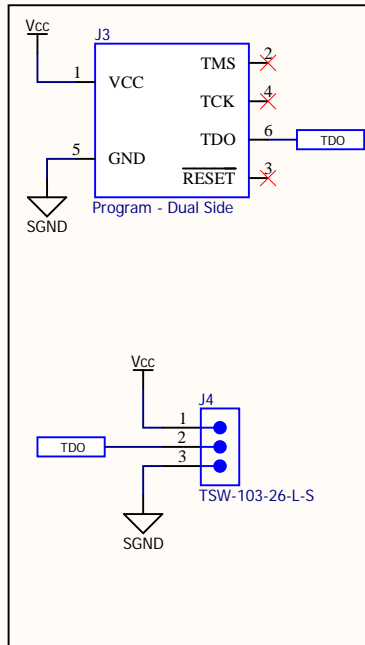 Vcc
J3
1
VCC
TMS
2
TCK
4
TDO
6
TDO
5
GND
RESET
3
SGND
Program - Dual Side
Vcc
J4
1
TDO
2
3
TSW-103-26-L-S
SGND